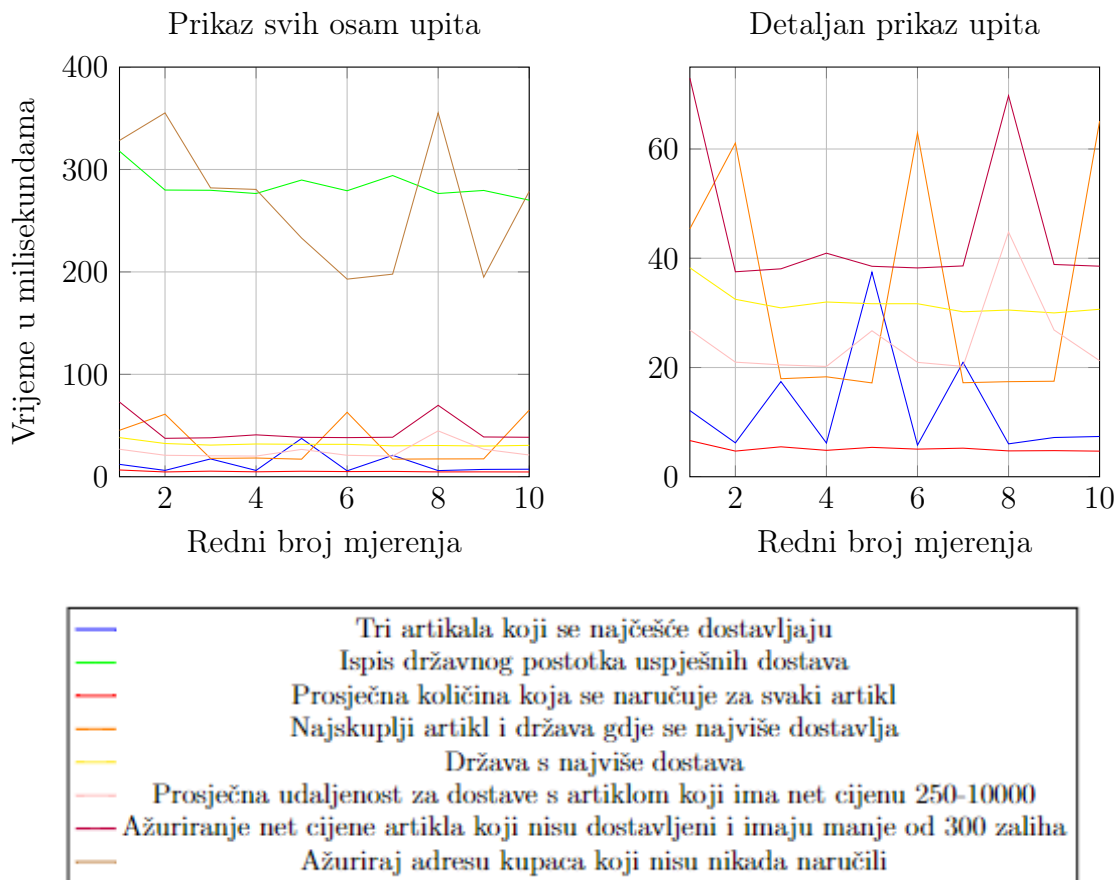 Prikaz svih osam upita
Detaljan prikaz upita
Vrijeme u milisekundama
400
300
200
100
0
2
4
6
8
10
Redni broj mjerenja
60
40
20
0
2
4
6
8
10
Redni broj mjerenja
Tri artikala koji se najčešće dostavljaju
Ispis državnog postotka uspješnih dostava
Prosječna količina koja se naručuje za svaki artikl
Najskuplji artikl i država gdje se najviše dostavlja
Država s najviše dostava
Prosječna udaljenost za dostave s artiklom koji ima net cijenu 250-10000
Ažuriranje net cijene artikla koji nisu dostavljeni i imaju manje od 300 zaliha
Ažuriraj adresu kupaca koji nisu nikada naručili